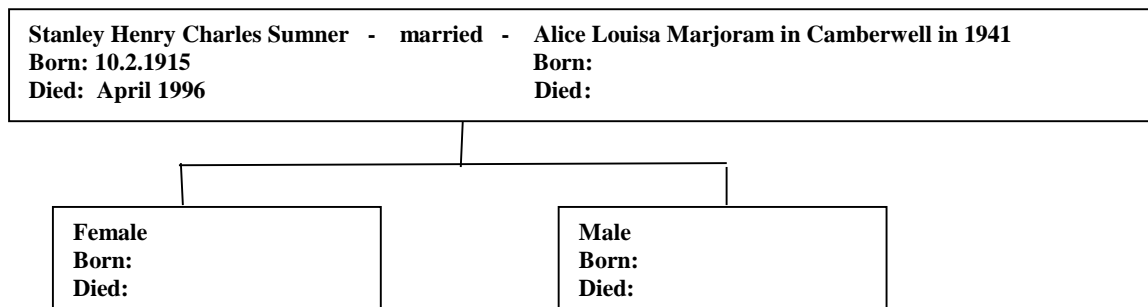 Stanley Henry Charles Sumner - married - Alice Louisa Marjoram in Camberwell in 1941
Born: 10.2.1915 Born:
Died: April 1996 Died:
Female
Born:
Died:
Male
Born:
Died: